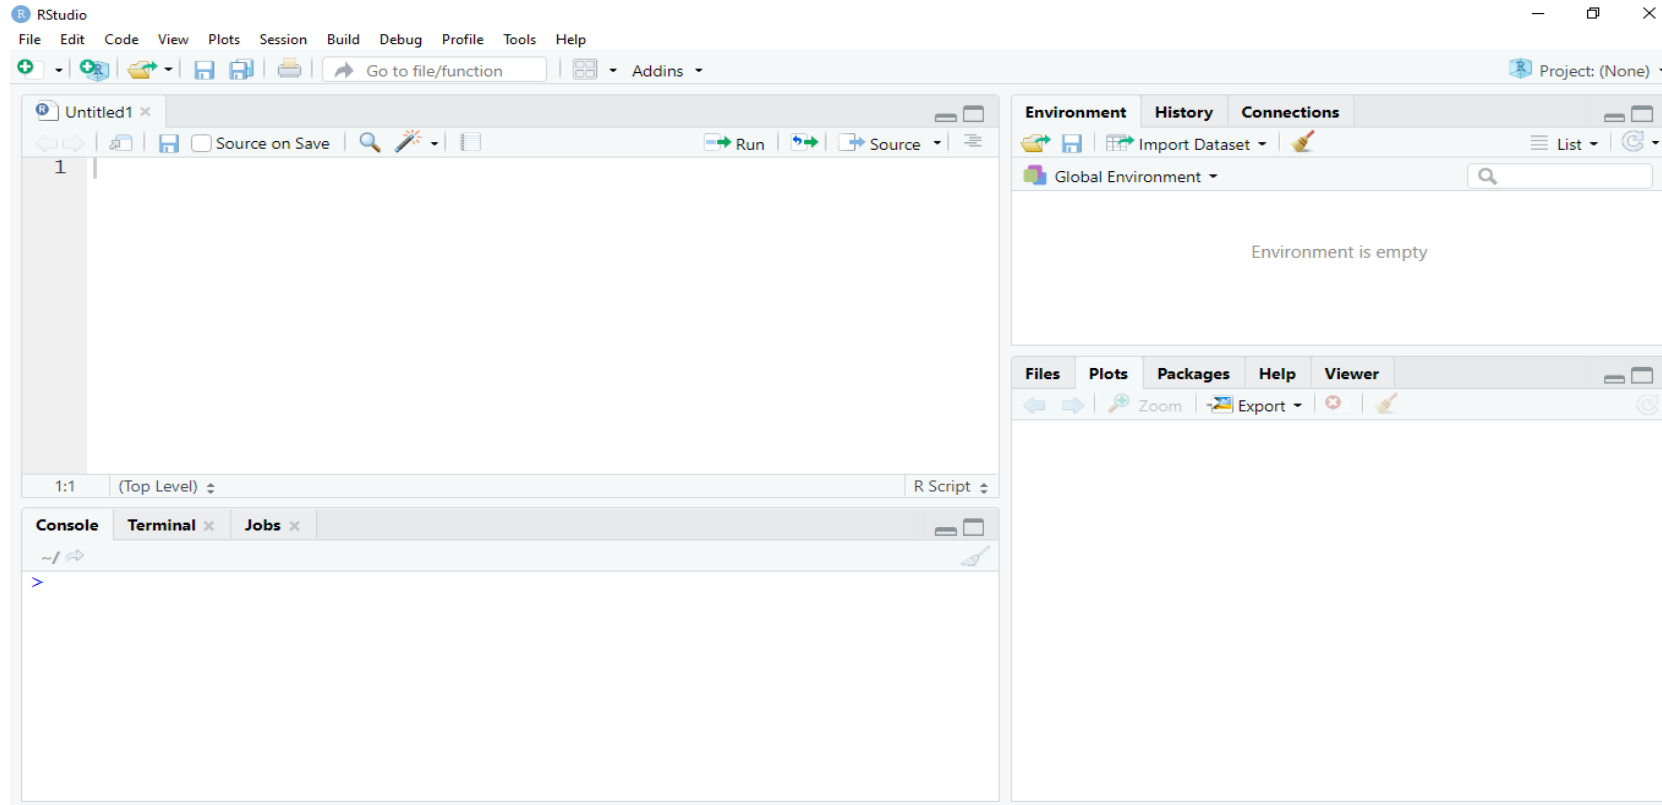 RStudio
File Edit Code View Plots Session Build Debug Profile Tools Help
Go to file/function Addins Project: (None)
Untitled1
Source on Save Run Source
1
1:1 (Top Level) R Script
Console Terminal Jobs
~/
>
Environment History Connections
Import Dataset List
Global Environment
Environment is empty
Files Plots Packages Help Viewer
Zoom Export